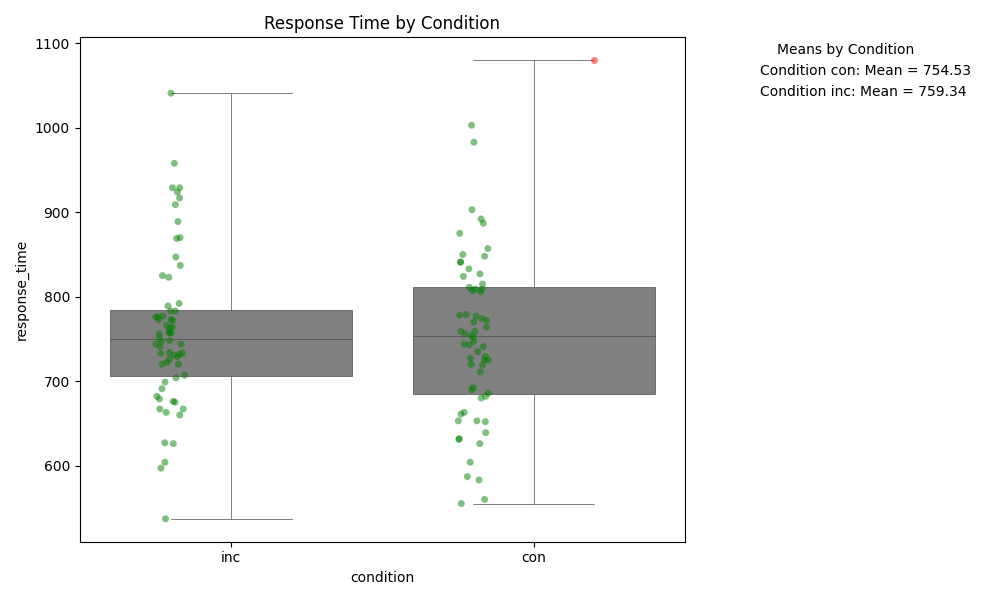 Response Time by Condition
1100
1000
900
800
700
600
response_time
inc
con
condition
Means by Condition
Condition con: Mean = 754.53
Condition inc: Mean = 759.34